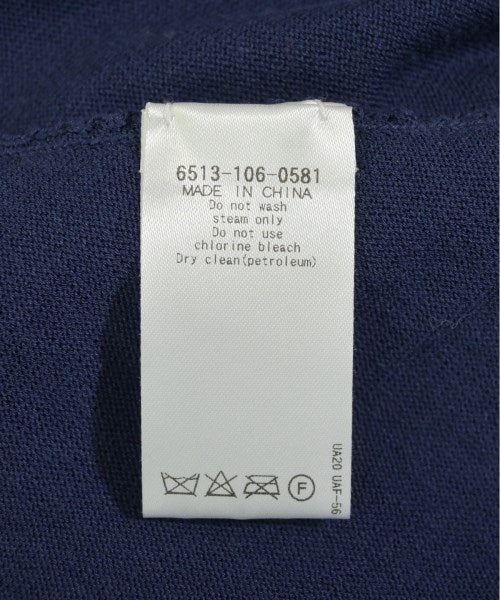 6513-106-0581
MADE IN CHINA
Do not wash
steam only
Do not use
chlorine bleach
Dry clean(petroleum)
F
UA20 UAF-56